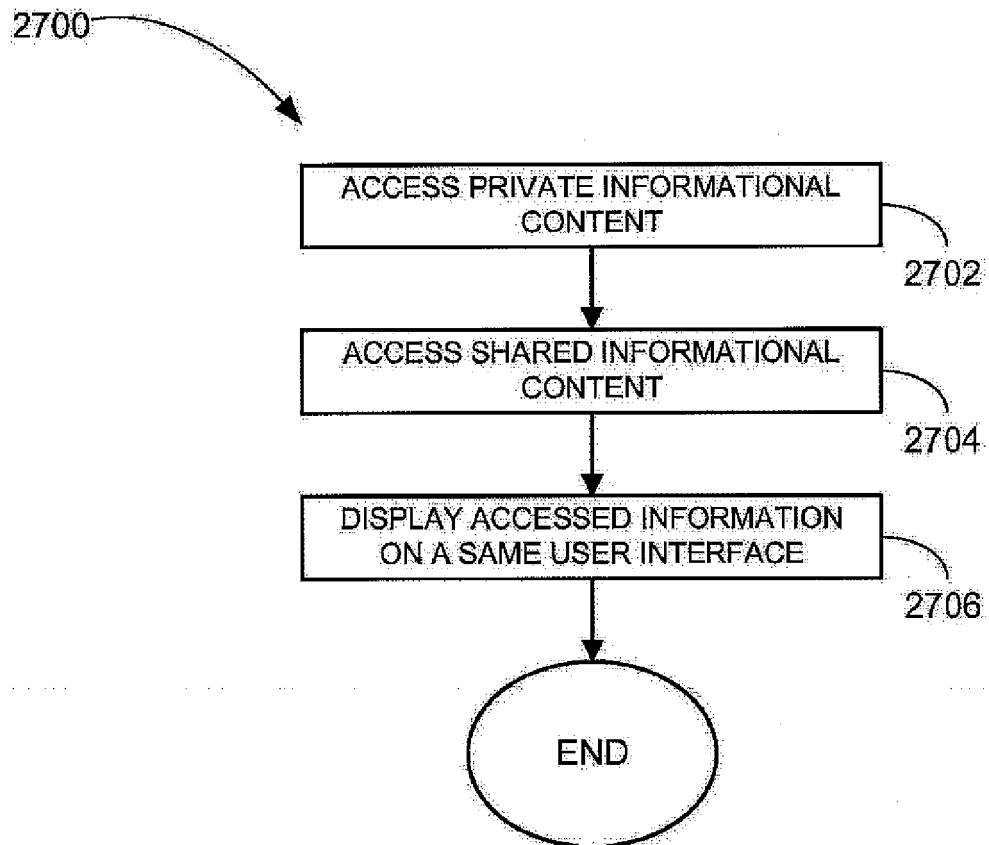 2700
ACCESS PRIVATE INFORMATIONAL
CONTENT
2702
ACCESS SHARED INFORMATIONAL
CONTENT
2704
DISPLAY ACCESSED INFORMATION
ON A SAME USER INTERFACE
2706
END